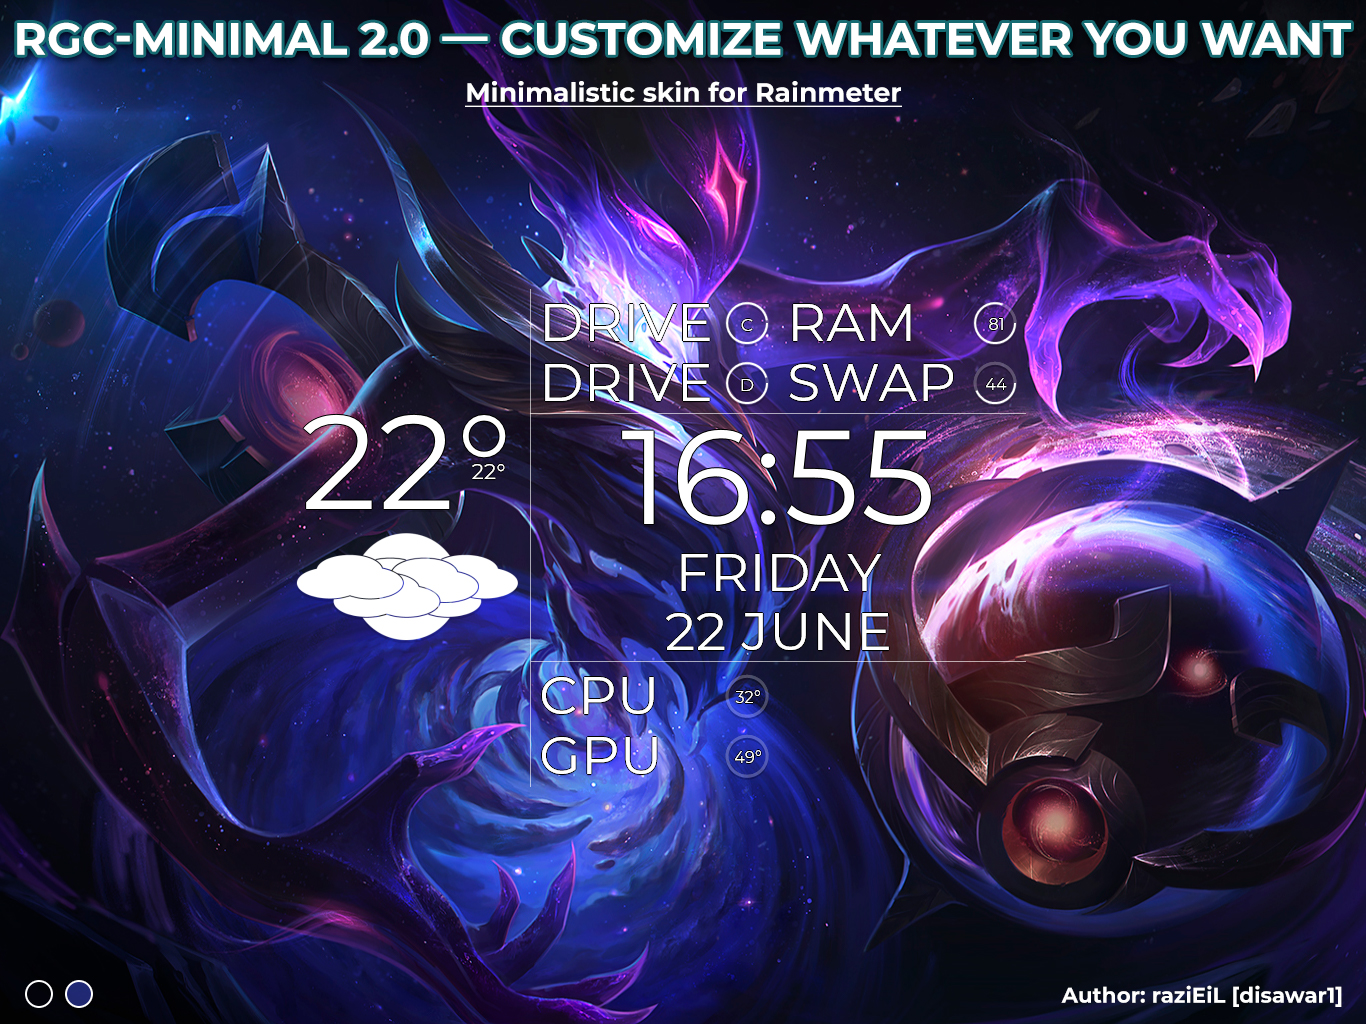 RGC-MINIMAL 2.0 — CUSTOMIZE WHATEVER YOU WANT
Minimalistic skin for Rainmeter
DRIVE C RAM 81
DRIVE D SWAP 44
22°
22°
16:55
FRIDAY
22 JUNE
CPU 32°
GPU 49°
Author: raziEiL [disawar1]